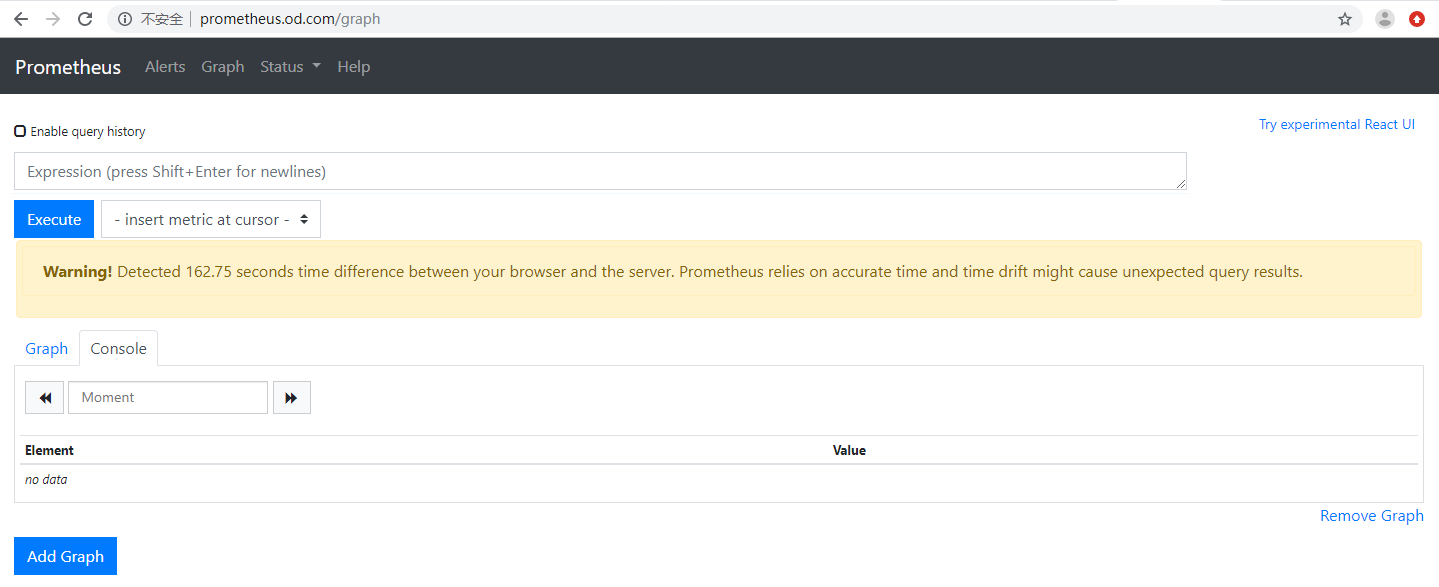 不安全 | prometheus.od.com/graph
Prometheus Alerts Graph Status Help
Enable query history
Try experimental React UI
Expression (press Shift+Enter for newlines)
Execute - insert metric at cursor -
Warning! Detected 162.75 seconds time difference between your browser and the server. Prometheus relies on accurate time and time drift might cause unexpected query results.
Graph Console
Moment
Element Value
no data
Remove Graph
Add Graph